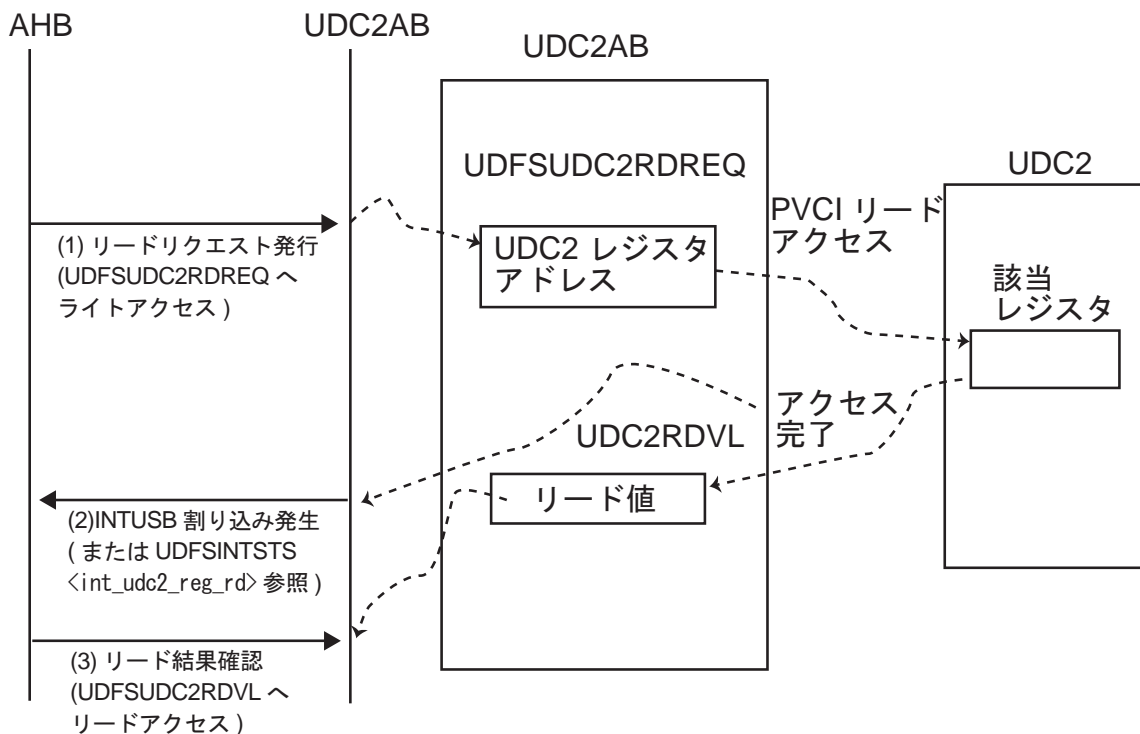 AHB
UDC2AB
UDC2AB
UDFSUDC2RDREQ
UDC2 レジスタ
アドレス
PVCI リード
アクセス
UDC2
該当
レジスタ
(1) リードリクエスト発行
(UDFSUDC2RDREQ へ
ライトアクセス )
アクセス
完了
UDC2RDVL
リード値
(2)INTUSB 割り込み発生
( または UDFSINTSTS
<int_udc2_reg_rd> 参照 )
(3) リード結果確認
(UDFSUDC2RDVL へ
リードアクセス )